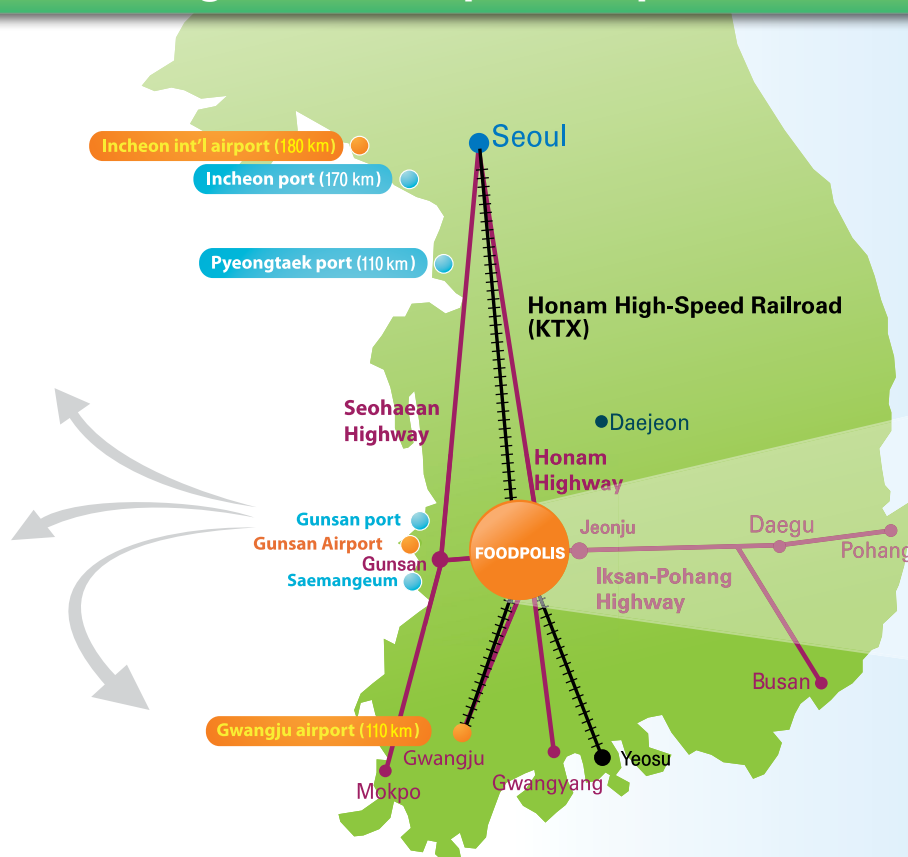 Seoul
Incheon int'l airport (180 km)
Incheon port (170 km)
Pyeongtaek port (110 km)
Honam High-Speed Railroad
(KTX)
Seohaean
Highway
Daejeon
Honam
Highway
Gunsan port
Jeonju
Daegu
Gunsan Airport
FOODPOLIS
Pohang
Gunsan
Saemangeum
Iksan-Pohang
Highway
Busan
Gwangju airport (110 km)
Gwangju
Yeosu
Gwangyang
Mokpo